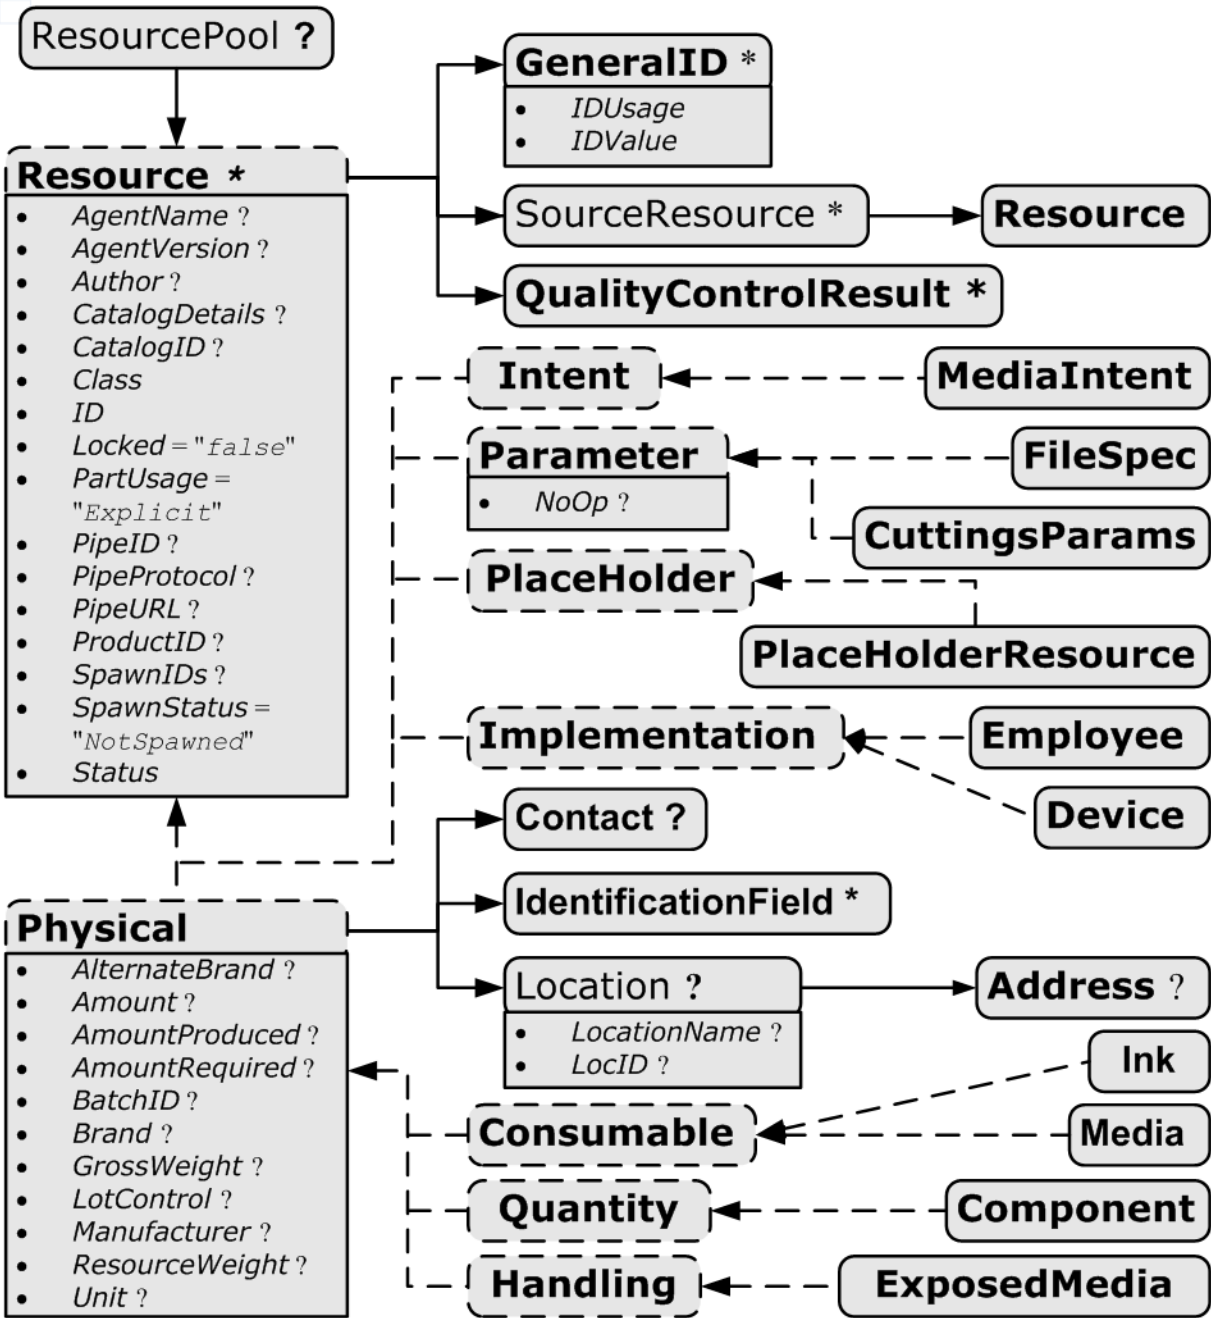 ResourcePool ?
Resource *
• AgentName ?
• AgentVersion ?
• Author ?
• CatalogDetails ?
• CatalogID ?
• Class
• ID
• Locked = "false"
• PartUsage =
"Explicit"
• PipeID ?
• PipeProtocol ?
• PipeURL ?
• ProductID ?
• SpawnIDs ?
• SpawnStatus =
"NotSpawned"
• Status
GeneralID *
• IDUsage
• IDValue
SourceResource *
Resource
QualityControlResult *
Intent
MediaIntent
Parameter
• NoOp ?
FileSpec
CuttingsParams
PlaceHolder
PlaceHolderResource
Implementation
Employee
Device
Physical
• AlternateBrand ?
• Amount ?
• AmountProduced ?
• AmountRequired ?
• BatchID ?
• Brand ?
• GrossWeight ?
• LotControl ?
• Manufacturer ?
• ResourceWeight ?
• Unit ?
Contact ?
IdentificationField *
Location ?
• LocationName ?
• LocID ?
Address ?
Consumable
Ink
Media
Quantity
Component
Handling
ExposedMedia